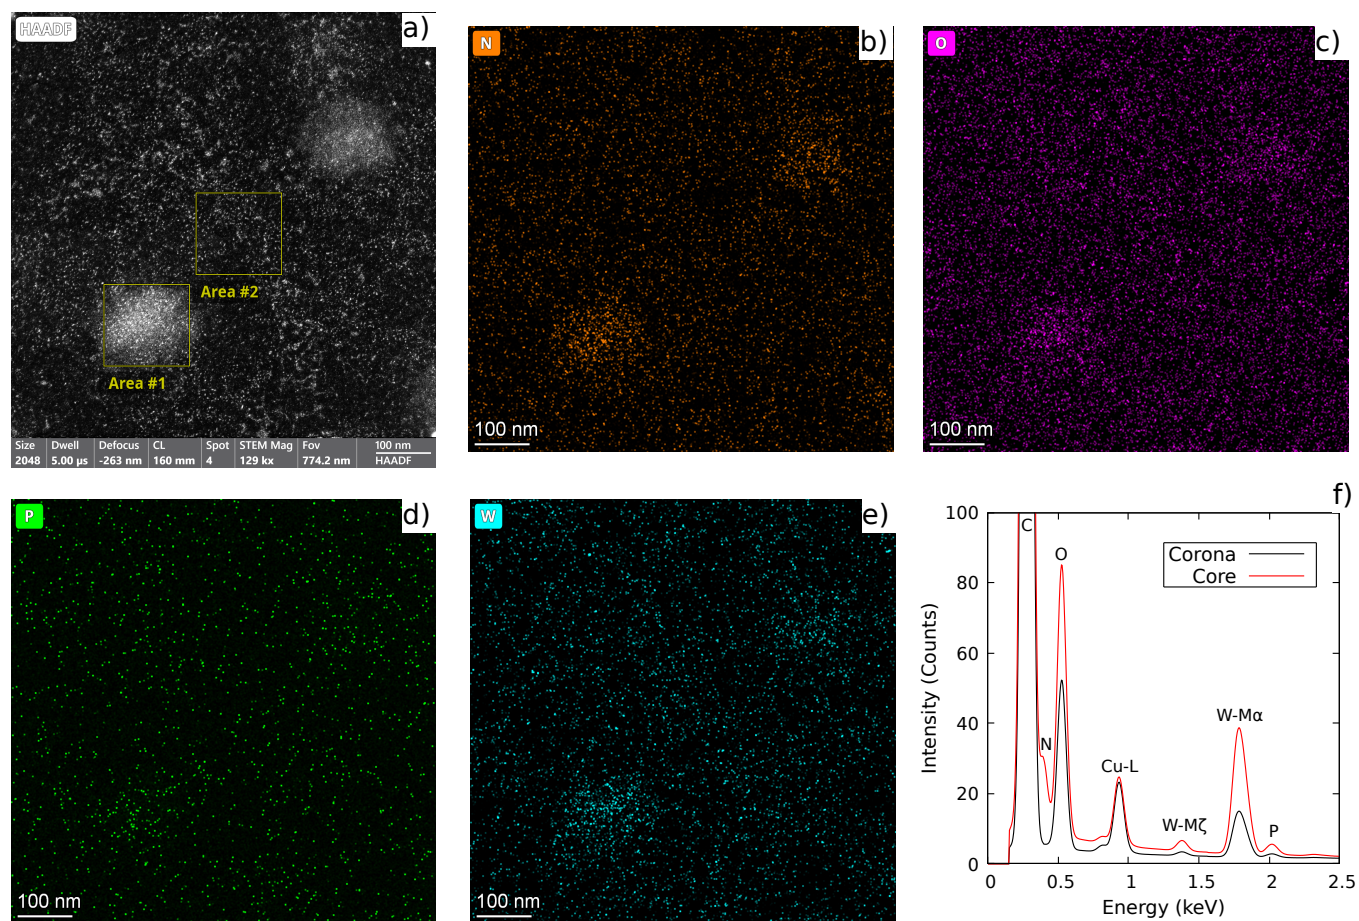 HAADF
a)
Area #2
Area #1
Size Dwell Defocus CL Spot STEM Mag Fov 100 nm
2048 5.00 µs -263 nm 160 mm 4 129 kx 774.2 nm HAADF
N
b)
100 nm
O
c)
100 nm
P
d)
100 nm
W
e)
100 nm
f)
Intensity (Counts)
100
80
60
40
20
0
C
N
O
Cu-L
W-Mζ
W-Mα
P
Corona
Core
0 0.5 1 1.5 2 2.5
Energy (keV)